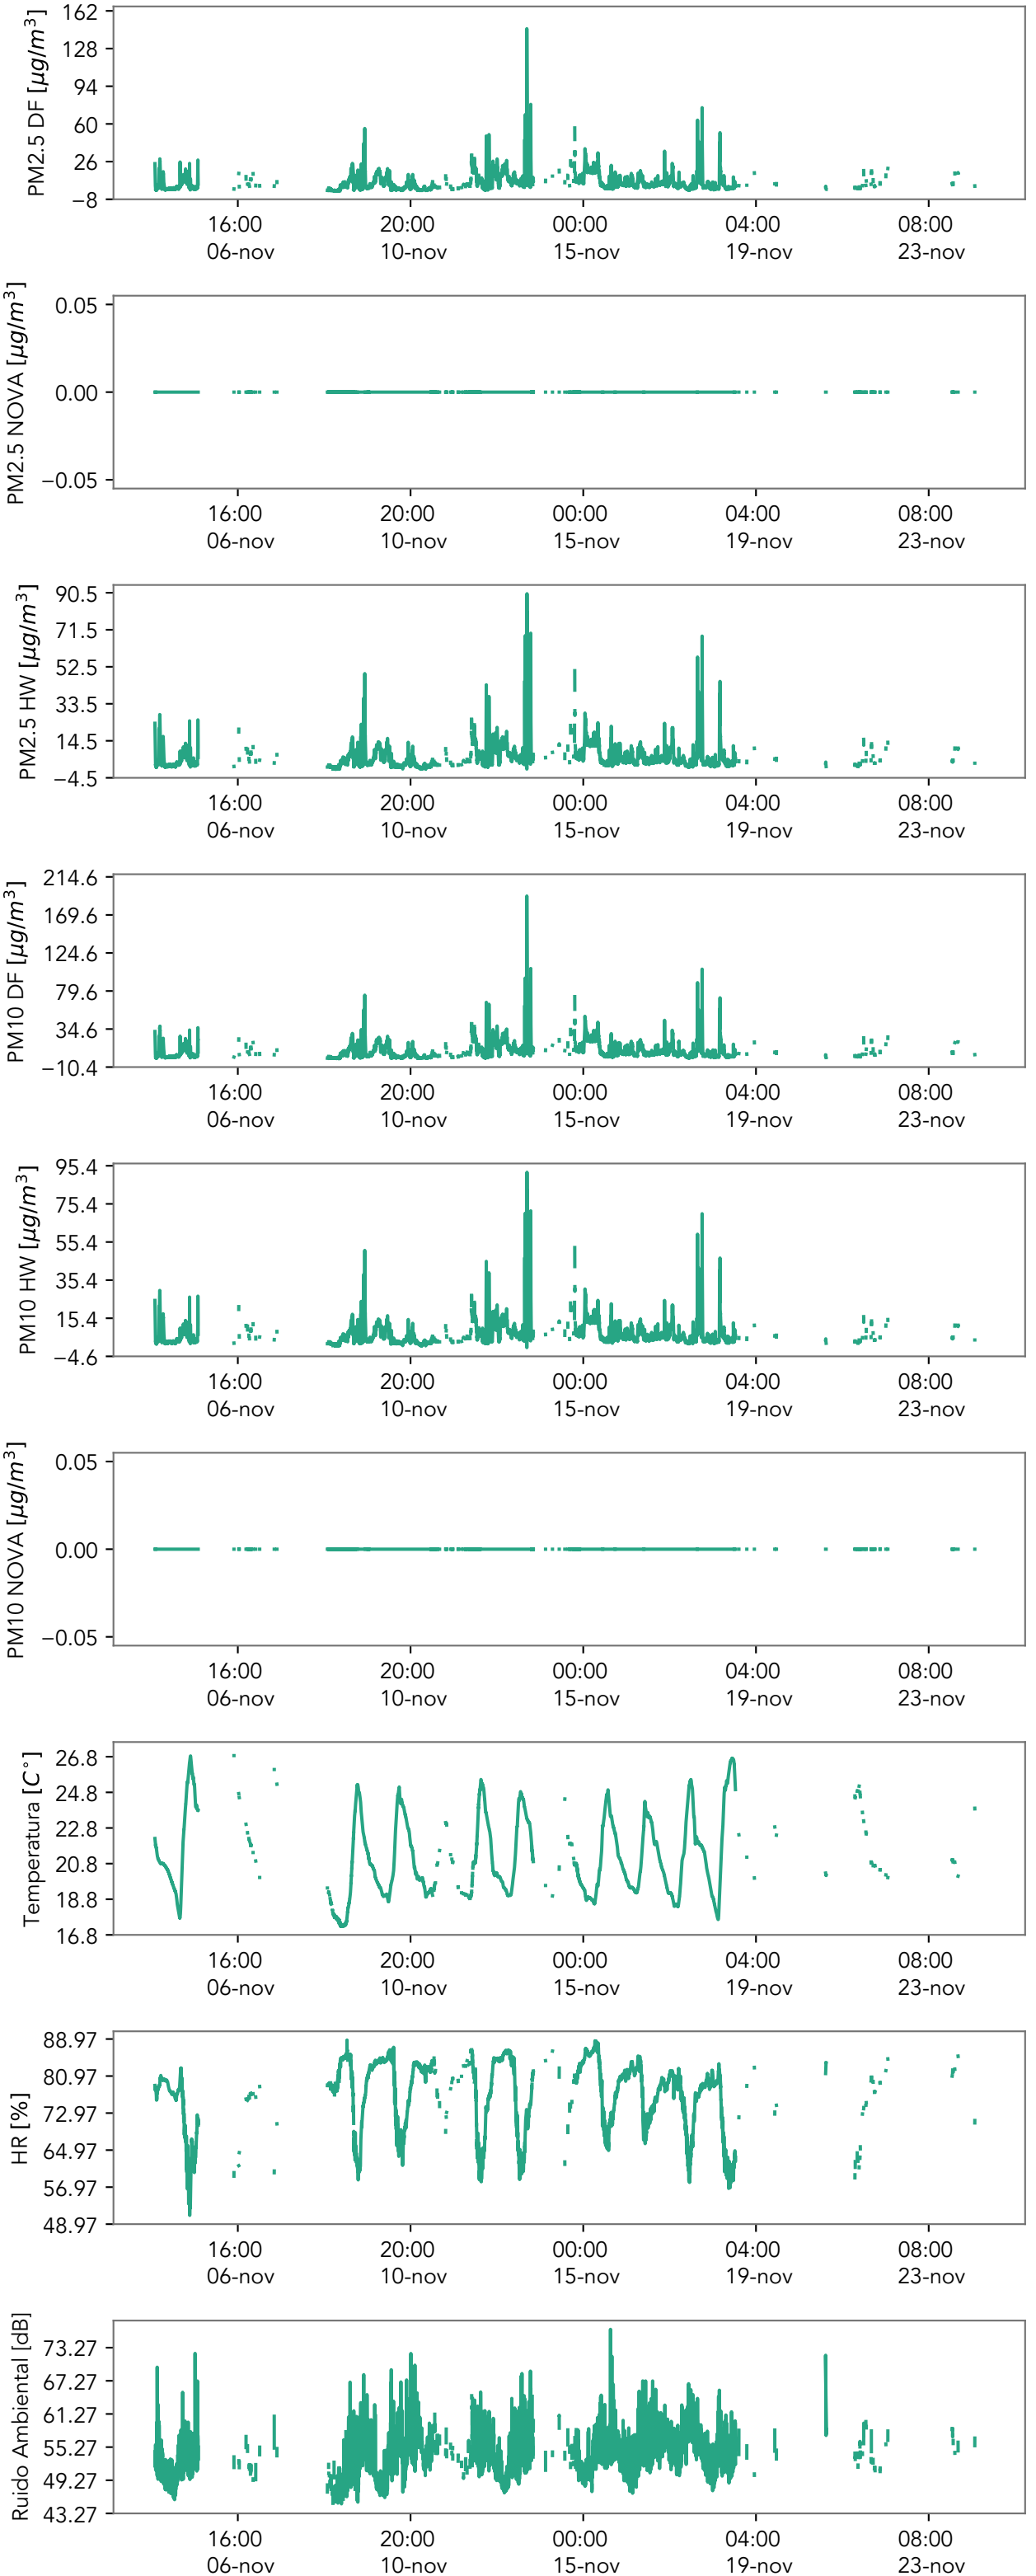 PM2.5 DF [μg/m³]
162
128
94
60
26
−8
16:00 20:00 00:00 04:00 08:00
06-nov 10-nov 15-nov 19-nov 23-nov
PM2.5 NOVA [μg/m³]
0.05
0.00
−0.05
16:00 20:00 00:00 04:00 08:00
06-nov 10-nov 15-nov 19-nov 23-nov
PM2.5 HW [μg/m³]
90.5
71.5
52.5
33.5
14.5
−4.5
16:00 20:00 00:00 04:00 08:00
06-nov 10-nov 15-nov 19-nov 23-nov
PM10 DF [μg/m³]
214.6
169.6
124.6
79.6
34.6
−10.4
16:00 20:00 00:00 04:00 08:00
06-nov 10-nov 15-nov 19-nov 23-nov
PM10 HW [μg/m³]
95.4
75.4
55.4
35.4
15.4
−4.6
16:00 20:00 00:00 04:00 08:00
06-nov 10-nov 15-nov 19-nov 23-nov
PM10 NOVA [μg/m³]
0.05
0.00
−0.05
16:00 20:00 00:00 04:00 08:00
06-nov 10-nov 15-nov 19-nov 23-nov
Temperatura [C°]
26.8
24.8
22.8
20.8
18.8
16.8
16:00 20:00 00:00 04:00 08:00
06-nov 10-nov 15-nov 19-nov 23-nov
HR [%]
88.97
80.97
72.97
64.97
56.97
48.97
16:00 20:00 00:00 04:00 08:00
06-nov 10-nov 15-nov 19-nov 23-nov
Ruido Ambiental [dB]
73.27
67.27
61.27
55.27
49.27
43.27
16:00 20:00 00:00 04:00 08:00
06-nov 10-nov 15-nov 19-nov 23-nov